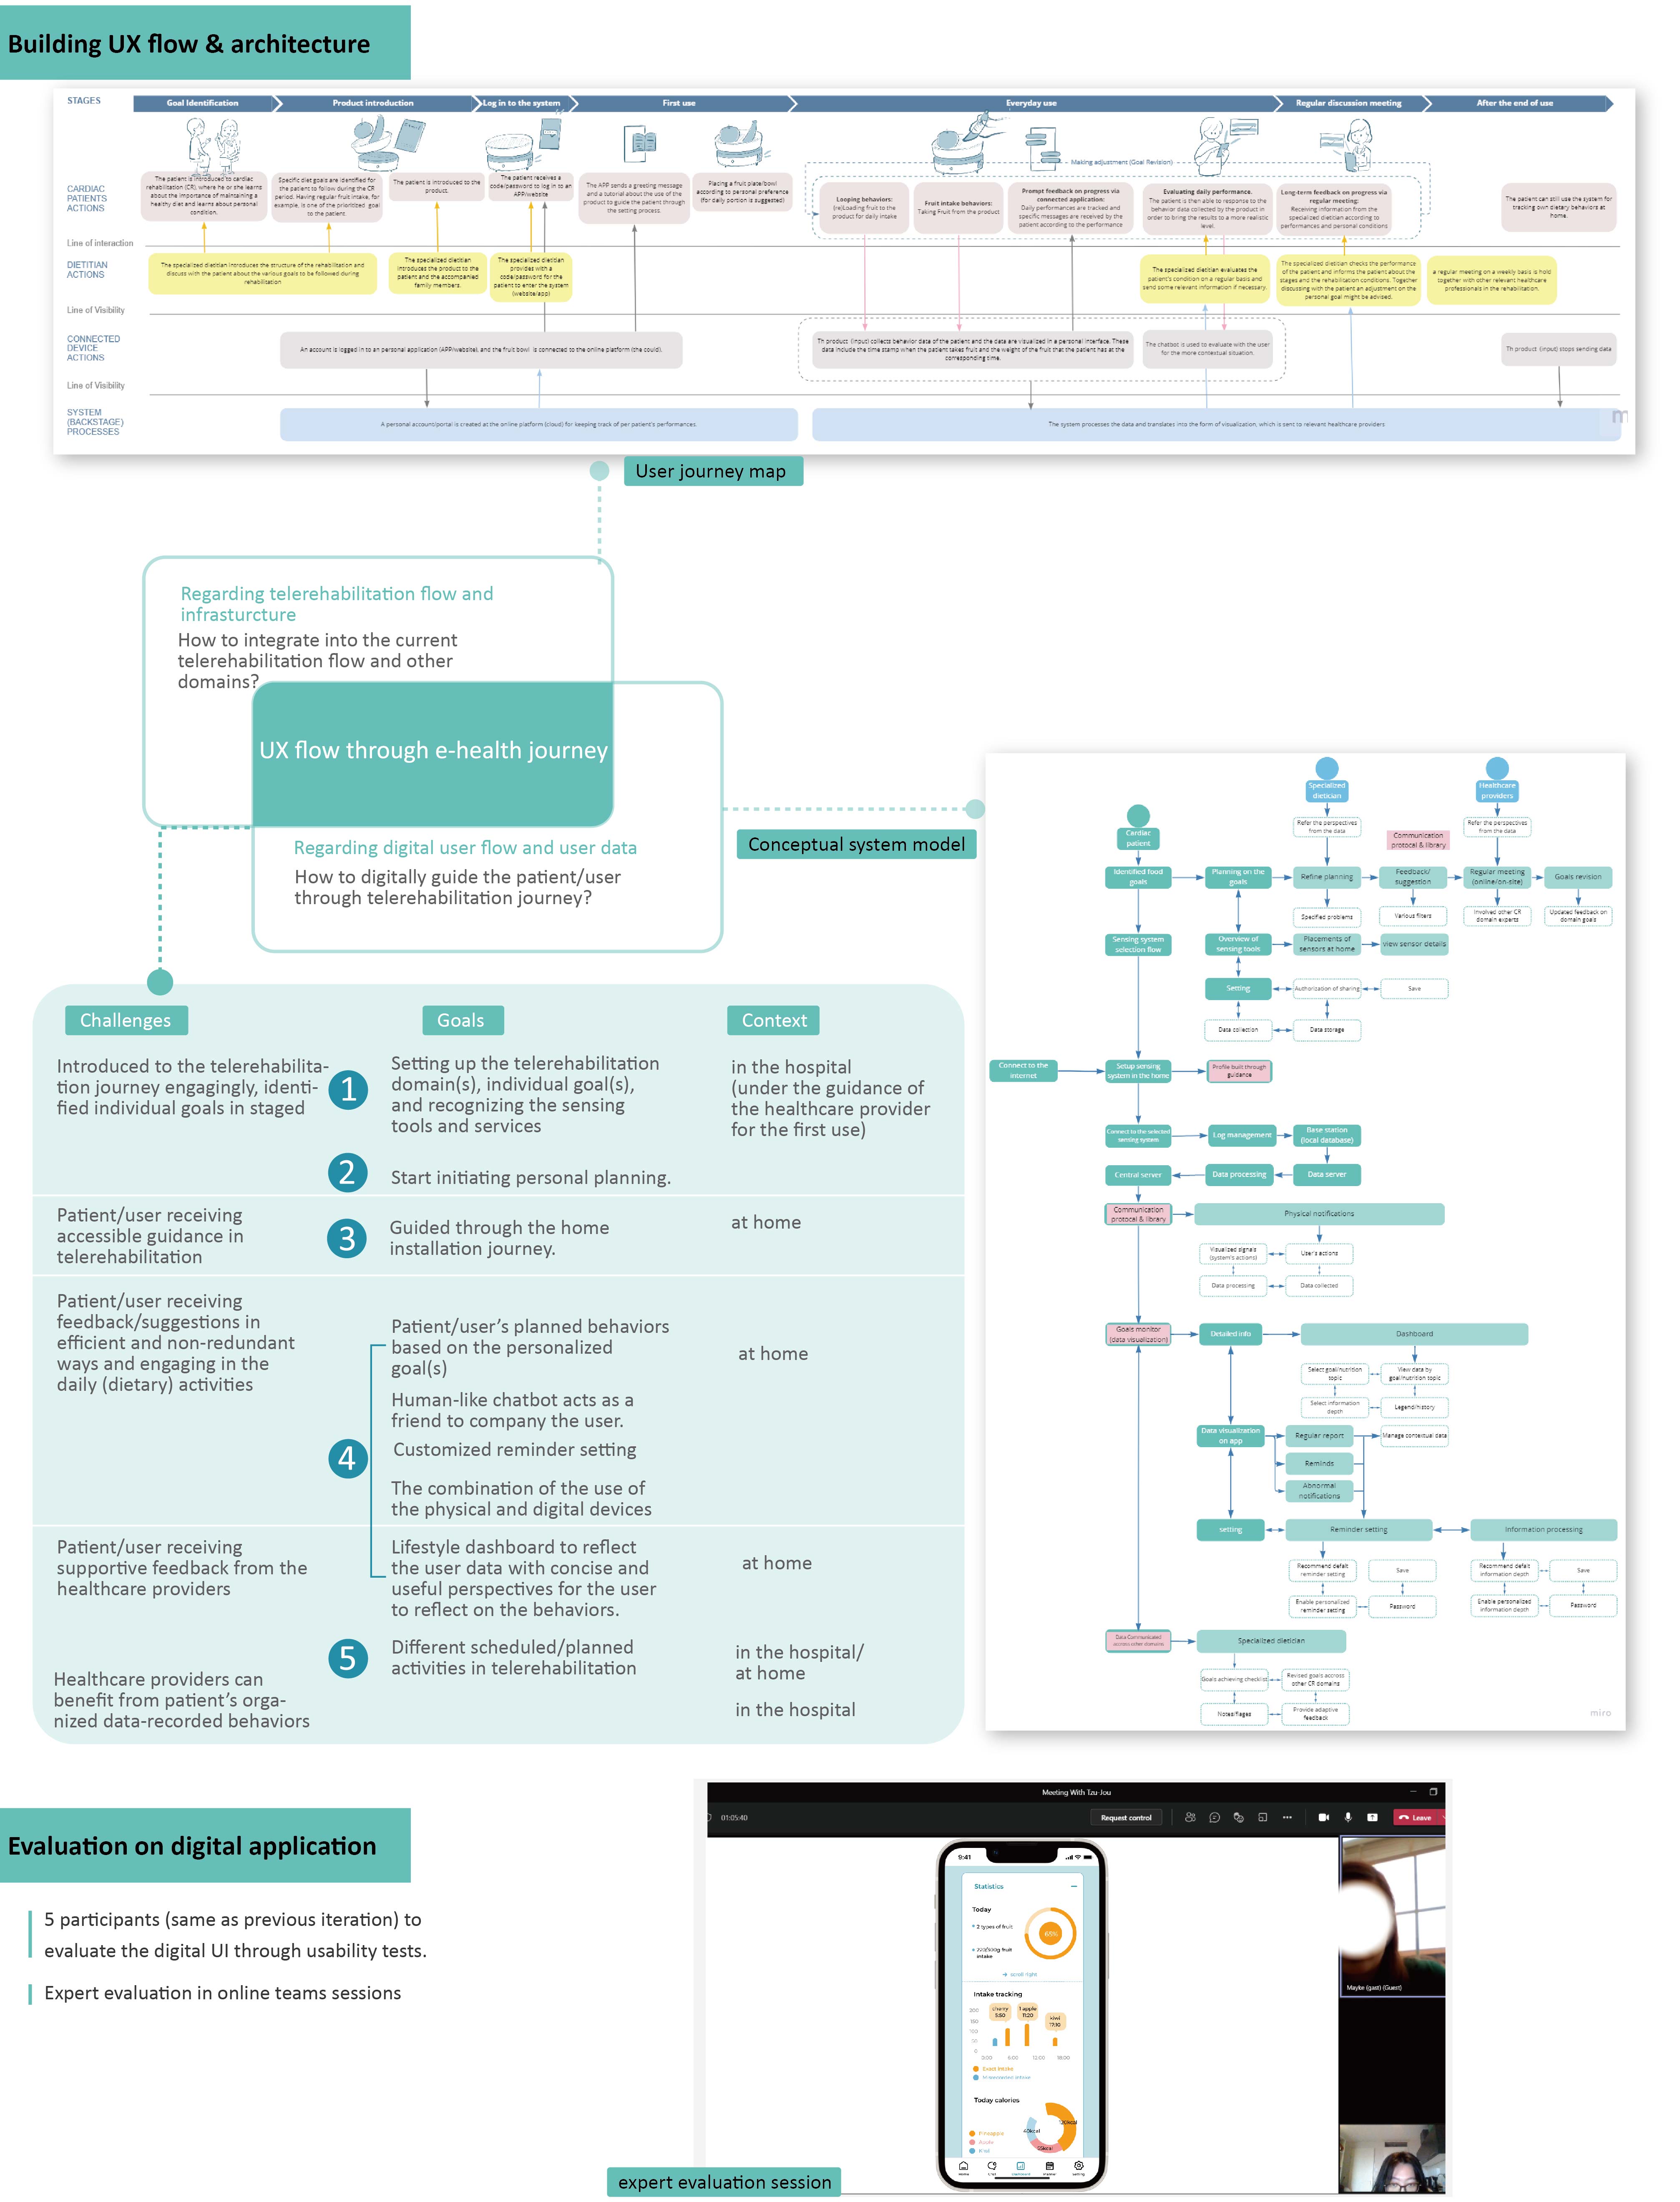 Building UX flow & architecture
STAGES
Goal Identification
Product introduction
Log in to the system
First use
Everyday use
Regular discussion meeting
After the end of use
Making adjustment (Goal Revision)
CARDIAC
PATIENTS
ACTIONS
The patient is introduced to cardiac
rehabilitation (CR), where he or she learns
about the importance of maintaining a
healthy diet and learns about personal
condition.
Specific diet goals are identified for
the patient to follow during the CR
period. Having regular fruit intake, for
example, is one of the prioritized goal
to the patient.
The patient is introduced to the
product.
The patient receives a
code/password to log in to an
APP/website
The APP sends a greeting message
and a tutorial about the use of the
product to guide the patient through
the setting process.
Placing a fruit plate/bowl
according to personal preference
(for daily portion is suggested)
Looping behaviors:
(re)Loading fruit to the
product for daily intake
Fruit intake behaviors:
Taking Fruit from the product
Prompt feedback on progress via
connected application:
Daily performances are tracked and
specific messages are received by the
patient according to the performance
Evaluating daily performance.
The patient is then able to response to the
behavior data collected by the product in
order to bring the results to a more realistic
level.
Long-term feedback on progress via
regular meeting:
Receiving information from the
specialized dietitian according to
performances and personal conditions
The patient can still use the system for
tracking own dietary behaviors at
home.
Line of interaction
DIETITIAN
ACTIONS
The specialized dietitian introduces the structure of the rehabilitation and
discuss with the patient about the various goals to be followed during
rehabilitation
The specialized dietitian
introduces the product to the
patient and the accompanied
family members.
The specialized dietitian
provides with a
code/password for the
patient to enter the system
(website/app)
The specialized dietitian evaluates the
patient's condition on a regular basis and
send some relevant information if necessary.
The specialized dietitian checks the performance
of the patient and informs the patient about the
stages and the rehabilitation conditions. Together
discussing with the patient an adjustment on the
personal goal might be advised.
a regular meeting on a weekly basis is hold
together with other relevant healthcare
professionals in the rehabilitation.
Line of Visibility
CONNECTED
DEVICE
ACTIONS
An account is logged in to a personal application (APP/website), and the fruit bowl is connected to the online platform (the could).
Th product (input) collects behavior data of the patient and the data are visualized in a personal interface. These
data include the time stamp when the patient takes fruit and the weight of the fruit that the patient has at the
corresponding time.
The chatbot is used to evaluate with the user
for the more contextual situation.
Th product (input) stops sending data
Line of Visibility
SYSTEM
(BACKSTAGE)
PROCESSES
A personal account/portal is created at the online platform (cloud) for keeping track of per patient's performances.
The system processes the data and translates into the form of visualization, which is sent to relevant healthcare providers
m
User journey map
Regarding telerehabilitation flow and
infrasturcture
How to integrate into the current
telerehabilitation flow and other
domains?
UX flow through e-health journey
Regarding digital user flow and user data
How to digitally guide the patient/user
through telerehabilitation journey?
Conceptual system model
Cardiac
patient
Specialized
dietician
Healthcare
providers
Refer the perspectives
from the data
Communication
protocal & library
Refer the perspectives
from the data
Identified food
goals
Planning on the
goals
Refine planning
Feedback/
suggestion
Regular meeting
(online/on-site)
Goals revision
Specified problems
Various filters
Involved other CR
domain experts
Updated feedback on
domain goals
Sensing system
selection flow
Overview of
sensing tools
Placements of
sensors at home
view sensor details
Setting
Authorization of sharing
Save
Data collection
Data storage
Connect to the
internet
Setup sensing
system in the home
Profile built through
guidance
Connect to the selected
sensing system
Log management
Base station
(local database)
Central server
Data processing
Data server
Communication
protocal & library
Physical notifications
Visualized signals
(system's actions)
User's actions
Data processing
Data collected
Goals monitor
(data visualization)
Detailed info
Dashboard
Select goal/nutrition
topic
View data by
goal/nutrition topic
Select information
depth
Legend/history
Data visualization
on app
Regular report
Manage contextual data
Reminds
Abnormal
notifications
setting
Reminder setting
Information processing
Recommend defalt
reminder setting
Save
Recommend defalt
information depth
Save
Enable personalized
reminder setting
Password
Enable personalized
information depth
Password
Data Communicated
accross other domains
Specialized dietician
Goals achieving checklist
Revised goals accross
other CR domains
Notes/flages
Provide adaptive
feedback
miro
Challenges
Goals
Context
Introduced to the telerehabilita-
tion journey engagingly, identi-
fied individual goals in staged
1
Setting up the telerehabilitation
domain(s), individual goal(s),
and recognizing the sensing
tools and services
in the hospital
(under the guidance of
the healthcare provider
for the first use)
2
Start initiating personal planning.
Patient/user receiving
accessible guidance in
telerehabilitation
3
Guided through the home
installation journey.
at home
Patient/user receiving
feedback/suggestions in
efficient and non-redundant
ways and engaging in the
daily (dietary) activities
4
Patient/user's planned behaviors
based on the personalized
goal(s)
at home
Human-like chatbot acts as a
friend to company the user.
Customized reminder setting
The combination of the use of
the physical and digital devices
Patient/user receiving
supportive feedback from the
healthcare providers
Lifestyle dashboard to reflect
the user data with concise and
useful perspectives for the user
to reflect on the behaviors.
at home
5
Different scheduled/planned
activities in telerehabilitation
in the hospital/
at home
Healthcare providers can
benefit from patient's orga-
nized data-recorded behaviors
in the hospital
Evaluation on digital application
5 participants (same as previous iteration) to
evaluate the digital UI through usability tests.
Expert evaluation in online teams sessions
Meeting With Tzu-Jou
01:05:40
Request control
Leave
9:41
Statistics
Today
2 types of fruit
fruit
intake
65%
scroll right
Intake tracking
200
150
100
50
0
cherry
5:50
1 apple
11:20
kiwi
17:10
6:00
12:00
18:00
Exact intake
Today calories
Pineapple
Apple
Kiwi
Mayke (gast) (Guest)
expert evaluation session